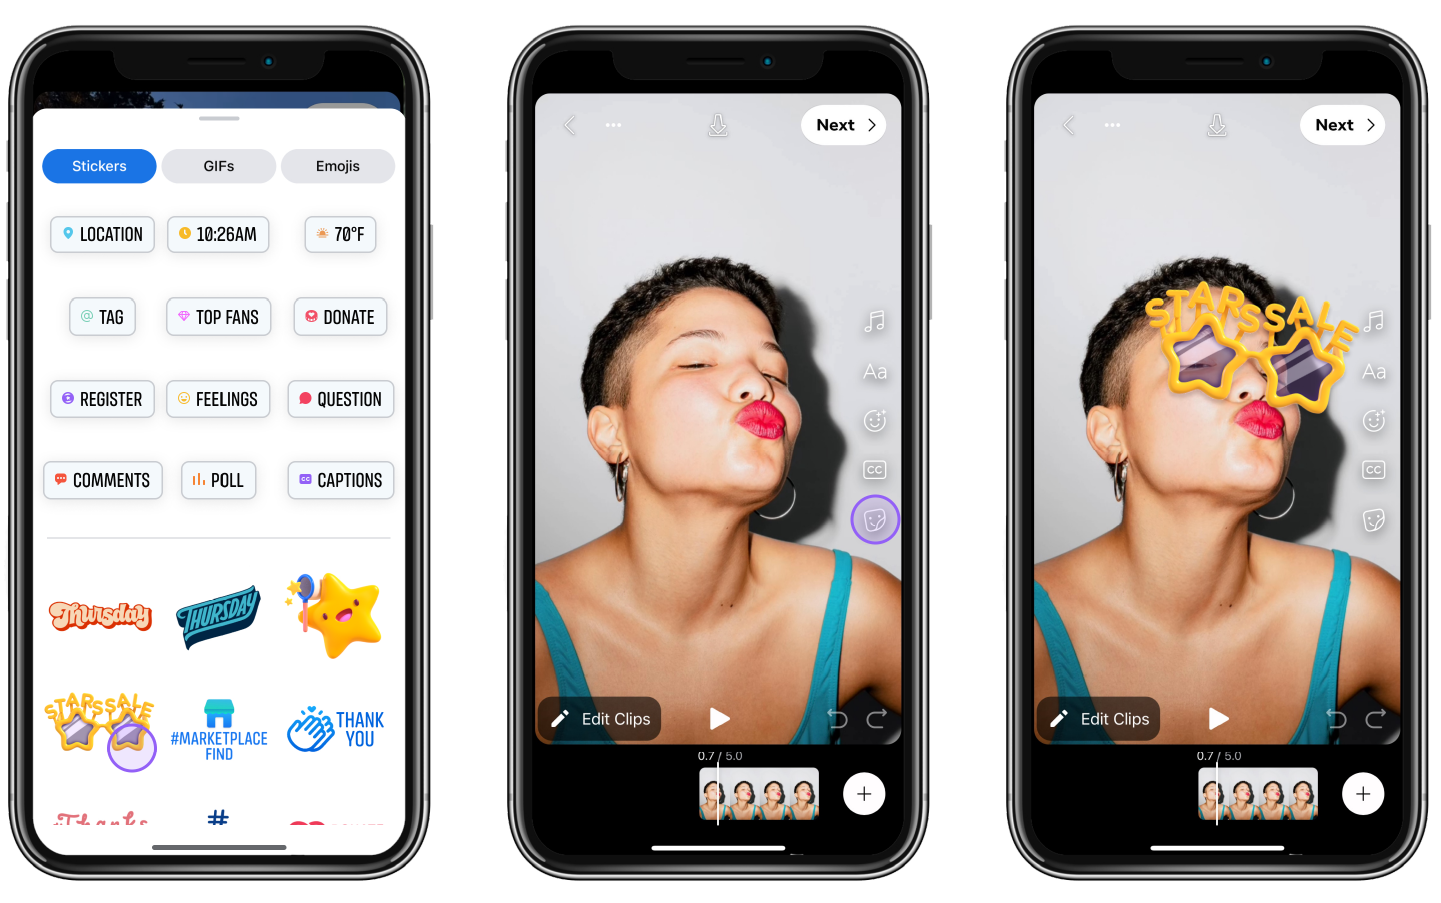 Stickers
GIFs
Emojis
LOCATION
10:26AM
70°F
@ TAG
TOP FANS
DONATE
REGISTER
FEELINGS
QUESTION
COMMENTS
POLL
CC CAPTIONS
Thursday
THURSDAY
STARS SALE
#MARKETPLACE
FIND
THANK
YOU
Thanks
#
Next
Aa
CC
Edit Clips
0.7 / 5.0
Next
STARS SALE
Aa
CC
Edit Clips
0.7 / 5.0